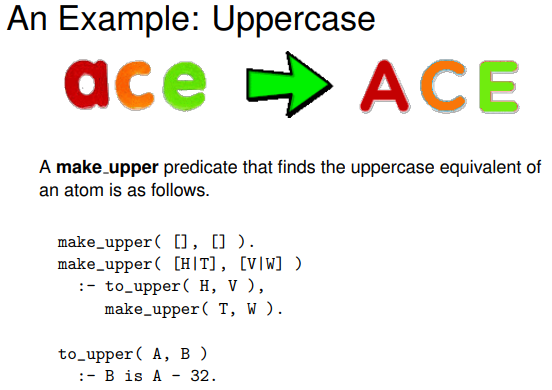 An Example: Uppercase
ace ACE
A make_upper predicate that finds the uppercase equivalent of
an atom is as follows.
make_upper( [], [] ).
make_upper( [H|T], [V|W] )
:- to_upper( H, V ),
make_upper( T, W ).
to_upper( A, B )
:- B is A - 32.